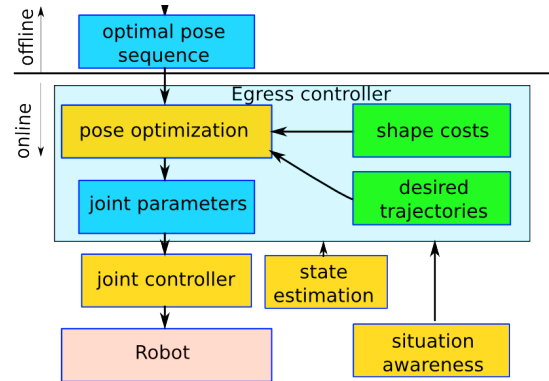 offline
optimal pose
sequence
online
Egress controller
pose optimization
shape costs
joint parameters
desired
trajectories
joint controller
state
estimation
Robot
situation
awareness